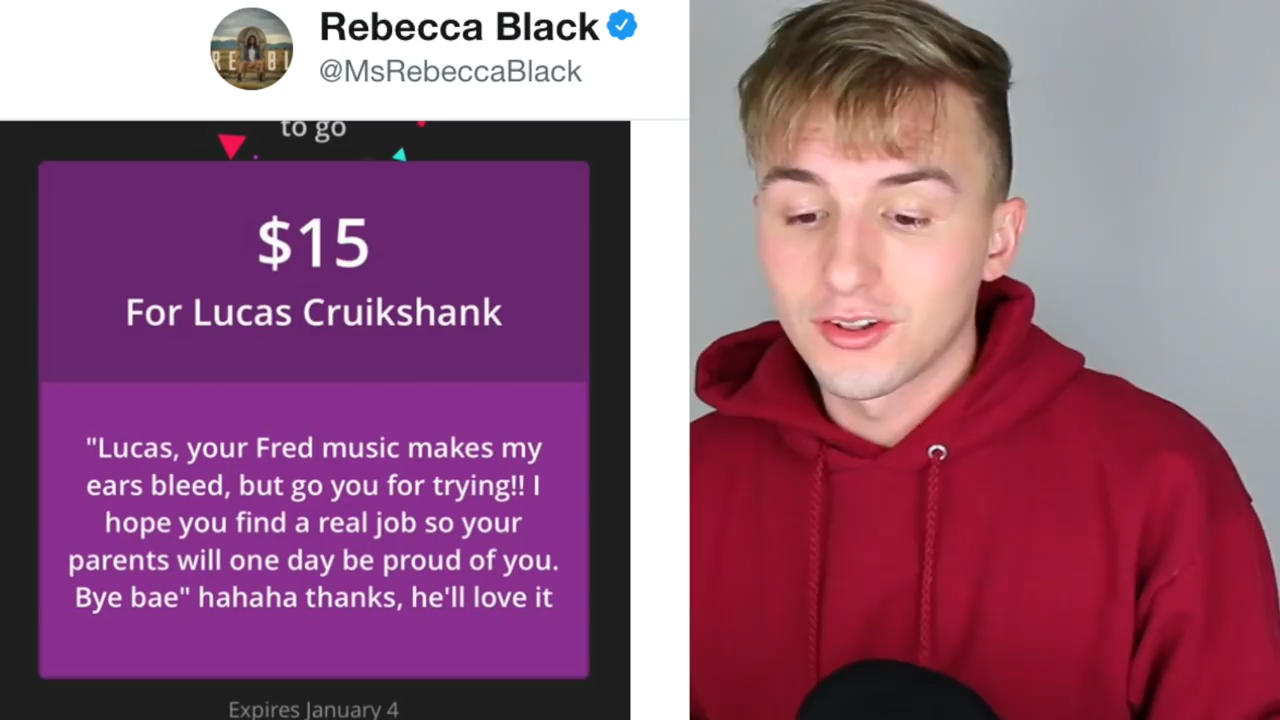 Rebecca Black
@MsRebeccaBlack
to go
$15
For Lucas Cruikshank
"Lucas, your Fred music makes my
ears bleed, but go you for trying!! I
hope you find a real job so your
parents will one day be proud of you.
Bye bae" hahaha thanks, he'll love it
Expires January 4